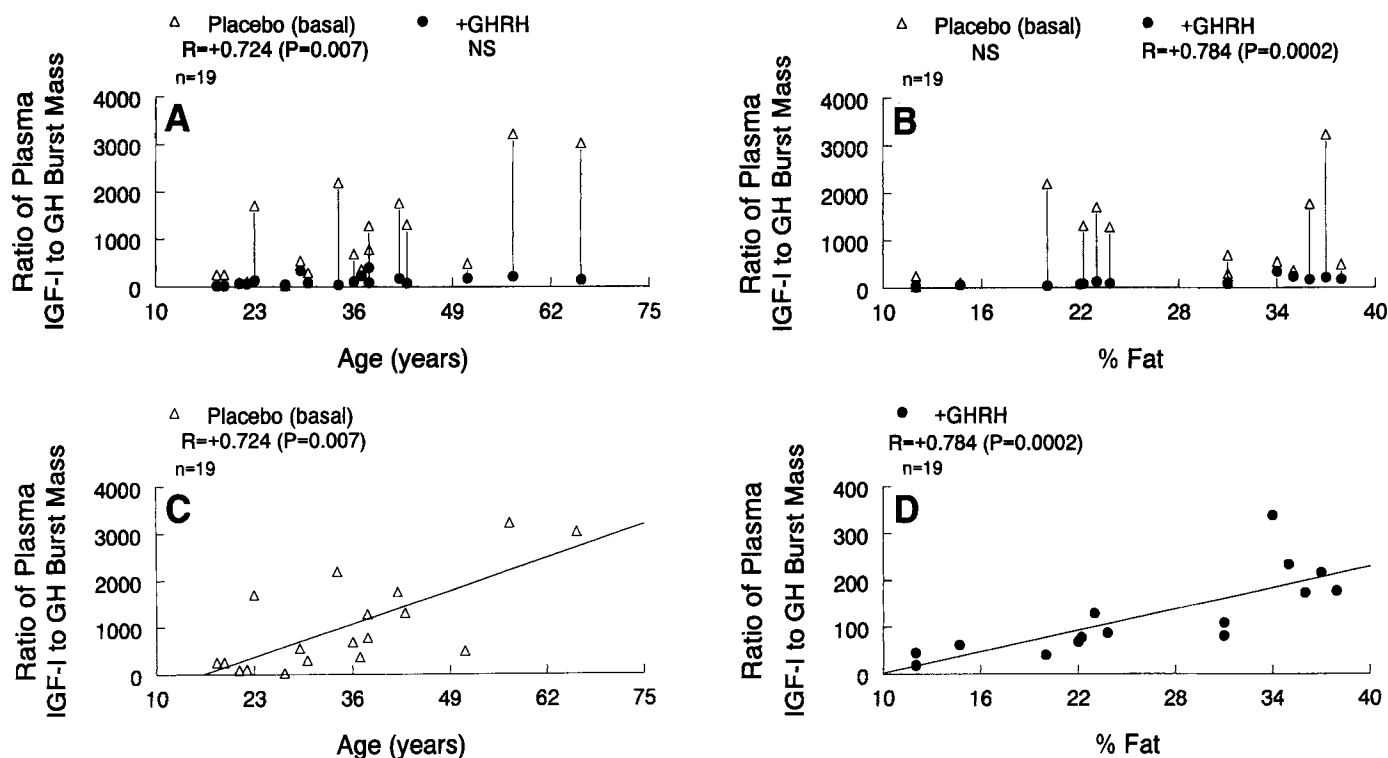 △ Placebo (basal) ● +GHRH
R=+0.724 (P=0.007) NS
n=19
A
Ratio of Plasma
IGF-I to GH Burst Mass
4000
3000
2000
1000
0
10 23 36 49 62 75
Age (years)
△ Placebo (basal) ● +GHRH
NS R=+0.784 (P=0.0002)
n=19
B
Ratio of Plasma
IGF-I to GH Burst Mass
4000
3000
2000
1000
0
10 16 22 28 34 40
% Fat
△ Placebo (basal)
R=+0.724 (P=0.007)
n=19
C
Ratio of Plasma
IGF-I to GH Burst Mass
4000
3000
2000
1000
0
10 23 36 49 62 75
Age (years)
● +GHRH
R=+0.784 (P=0.0002)
n=19
D
Ratio of Plasma
IGF-I to GH Burst Mass
400
300
200
100
0
10 16 22 28 34 40
% Fat